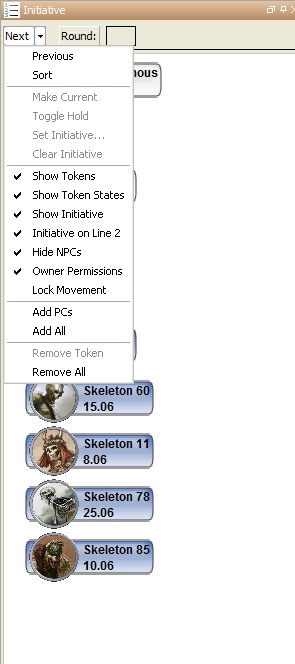 Initiative
Next Round:
Previous
Sort
Make Current
Toggle Hold
Set Initiative...
Clear Initiative
Show Tokens
Show Token States
Show Initiative
Initiative on Line 2
Hide NPCs
Owner Permissions
Lock Movement
Add PCs
Add All
Remove Token
Remove All
Skeleton 60
15.06
Skeleton 11
8.06
Skeleton 78
25.06
Skeleton 85
10.06